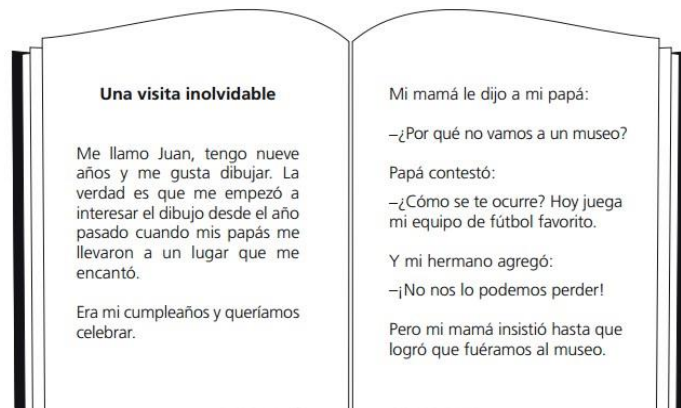 Una visita inolvidable
Me llamo Juan, tengo nueve
años y me gusta dibujar. La
verdad es que me empezó a
interesar el dibujo desde el año
pasado cuando mis papás me
llevaron a un lugar que me
encantó.
Era mi cumpleaños y queríamos
celebrar.
Mi mamá le dijo a mi papá:
–¿Por qué no vamos a un museo?
Papá contestó:
–¿Cómo se te ocurre? Hoy juega
mi equipo de fútbol favorito.
Y mi hermano agregó:
–¡No nos lo podemos perder!
Pero mi mamá insistió hasta que
logró que fuéramos al museo.